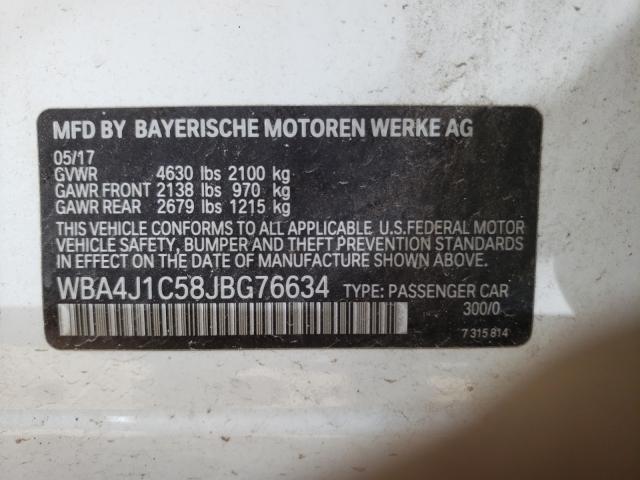 MFD BY BAYERISCHE MOTOREN WERKE AG
05/17
GVWR 4630 lbs 2100 kg
GAWR FRONT 2138 lbs 970 kg
GAWR REAR 2679 lbs 1215 kg
THIS VEHICLE CONFORMS TO ALL APPLICABLE U.S.FEDERAL MOTOR
VEHICLE SAFETY, BUMPER AND THEFT PREVENTION STANDARDS
IN EFFECT ON THE DATE OF MANUFACTURE SHOWN ABOVE.
WBA4J1C58JBG76634 TYPE: PASSENGER CAR
300/0
7 315 814